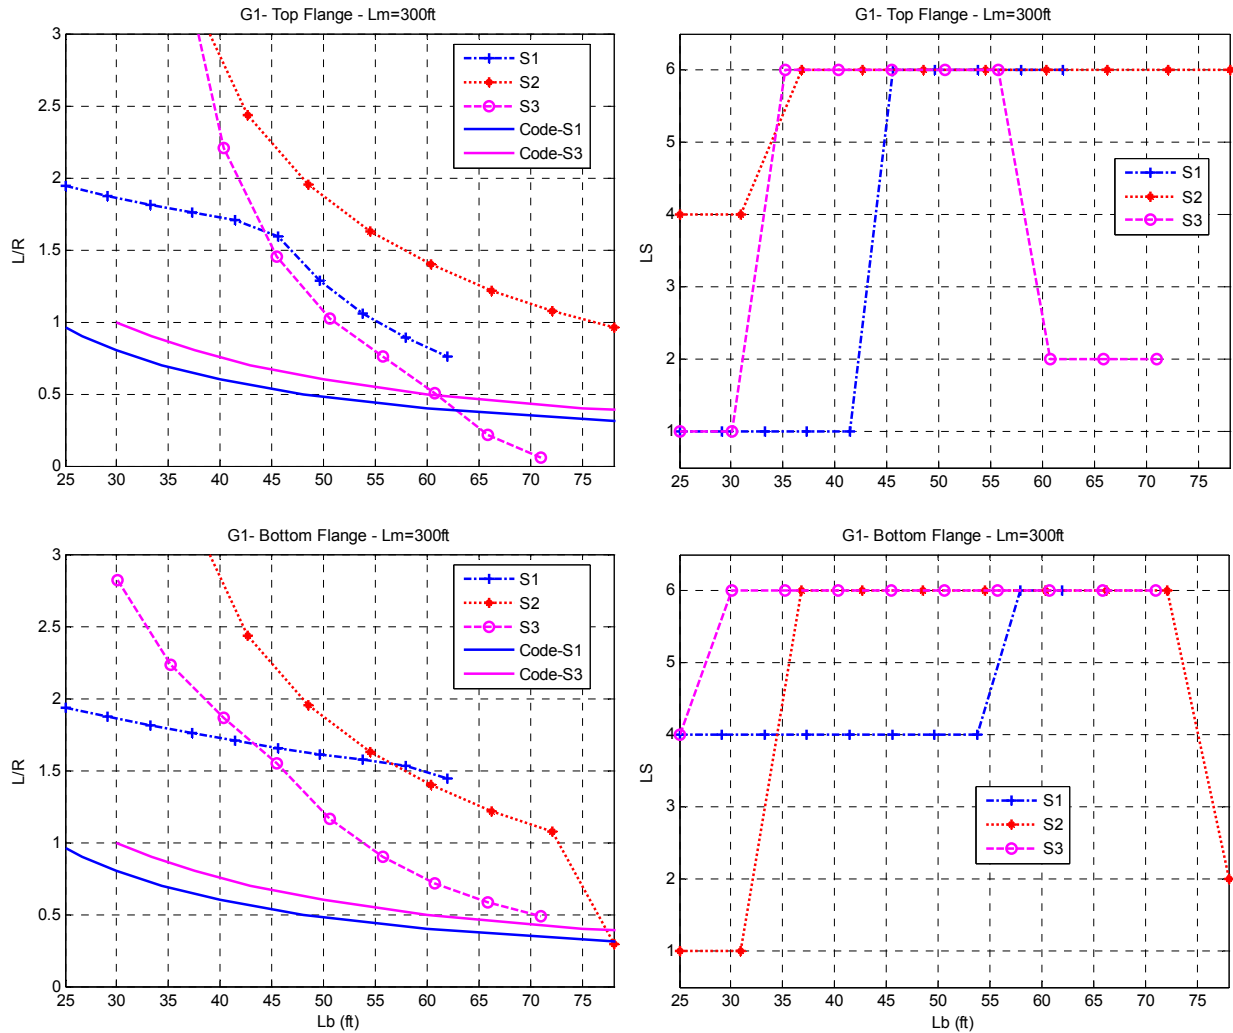 G1- Top Flange - Lm=300ft
L/R
3
2.5
2
1.5
1
0.5
0
25 30 35 40 45 50 55 60 65 70 75
S1
S2
S3
Code-S1
Code-S3
G1- Top Flange - Lm=300ft
LS
6
5
4
3
2
1
25 30 35 40 45 50 55 60 65 70 75
S1
S2
S3
G1- Bottom Flange - Lm=300ft
L/R
3
2.5
2
1.5
1
0.5
0
25 30 35 40 45 50 55 60 65 70 75
Lb (ft)
S1
S2
S3
Code-S1
Code-S3
G1- Bottom Flange - Lm=300ft
LS
6
5
4
3
2
1
25 30 35 40 45 50 55 60 65 70 75
Lb (ft)
S1
S2
S3